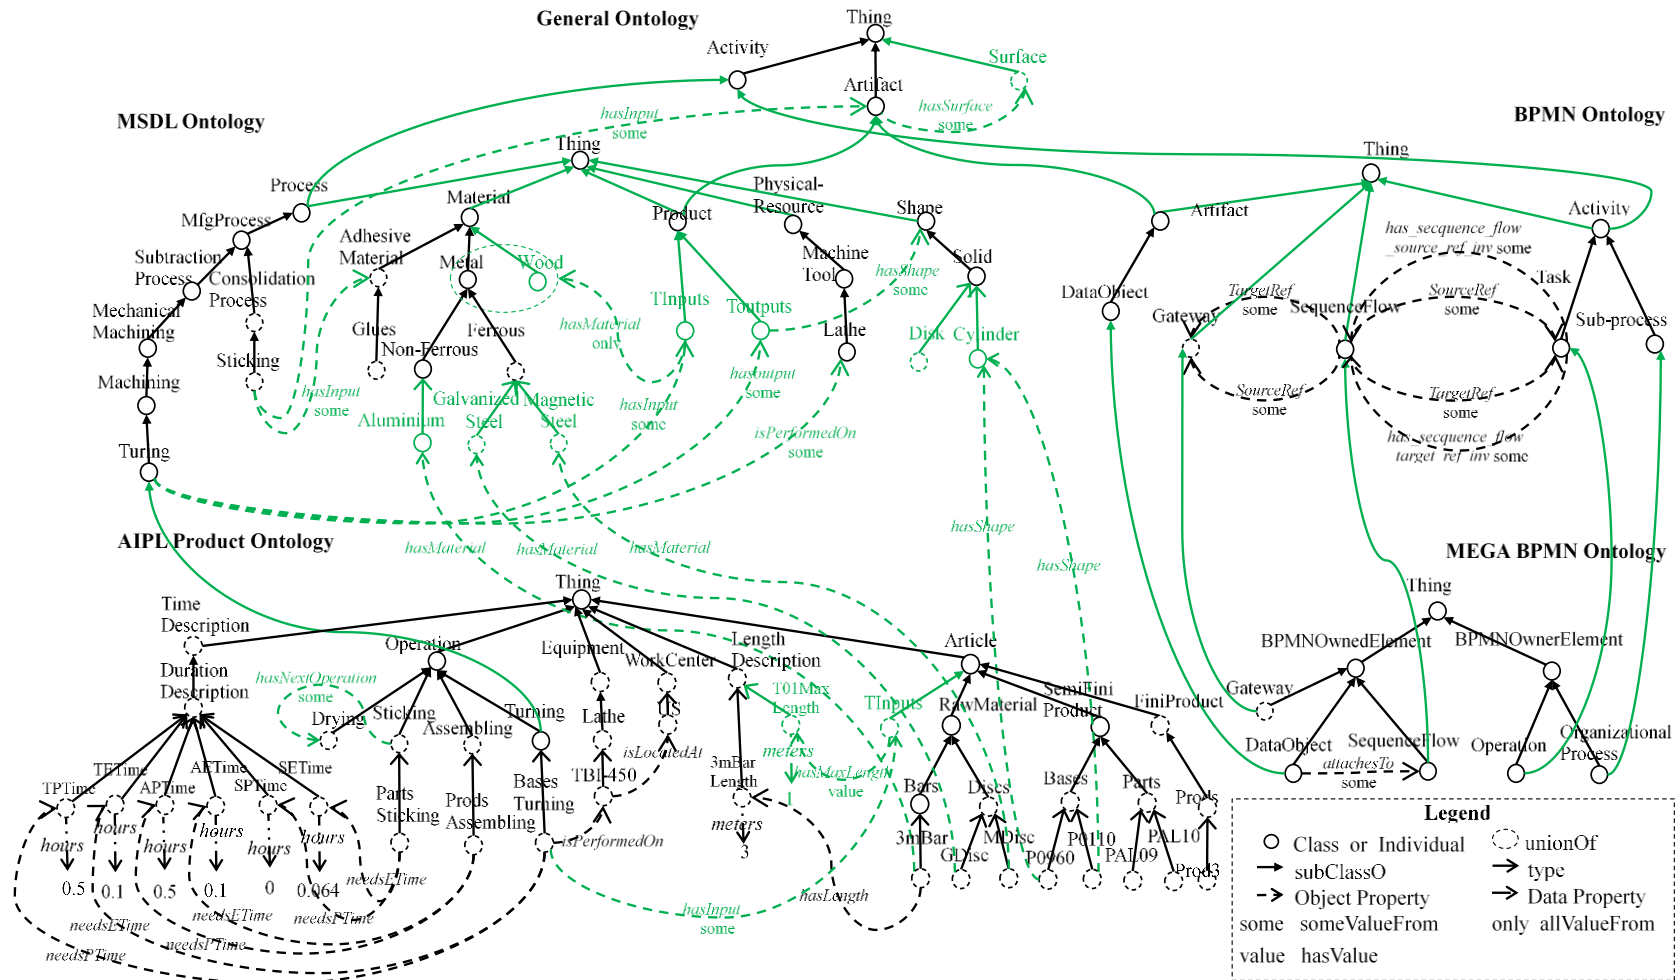 General Ontology
Thing
Activity
Surface
Artifact
hasInput
some
hasSurface
some
MSDL Ontology
BPMN Ontology
Thing
Process
Material
Product
Physical-
Resource
Shape
MfgProcess
Adhesive
Material
Metal
Wood
Machine
Tool
Solid
Subtraction
Process
Consolidation
Process
hasShape
some
TInputs
Toutputs
Mechanical
Machining
Glues
Ferrous
Non-Ferrous
hasMaterial
only
Lathe
Disk
Cylinder
Sticking
Machining
hasInput
some
Galvanized
Steel
Magnetic
Steel
Aluminium
hasInput
some
hasoutput
some
isPerformedOn
some
Turing
Thing
Artifact
Activity
has_secquence_flow
_source_ref_inv some
Task
DataObject
Gateway
TargetRef
some
SequenceFlow
SourceRef
some
Sub-process
SourceRef
some
TargetRef
some
has_secquence_flow
target_ref_inv some
AIPL Product Ontology
hasMaterial
hasMaterial
hasMaterial
hasShape
hasShape
MEGA BPMN Ontology
Thing
Time
Description
Operation
Equipment
WorkCenter
Length
Description
Article
Duration
Description
hasNextOperation
some
Drying
Sticking
Assembling
Turning
Lathe
US
T01Max
Length
TInputs
RawMaterial
SemiFini
Product
FiniProduct
isLocatedAt
meters
1
hasMaxLength
value
TETime
AETime
SETime
TPTime
APTime
SPTime
Parts
Sticking
Prods
Assembling
Bases
Turning
TBI-450
3mBar
Length
Bars
Discs
Bases
Parts
Prods
hours
hours
hours
hours
hours
hours
0.5
0.1
0.5
0.1
0
0.064
isPerformedOn
meters
3
3mBar
GDisc
MDisc
P0960
P0110
PAL09
PAL10
Prod3
needsETime
needsETime
needsPTime
needsETime
needsPTime
needsPTime
hasInput
some
hasLength
Thing
BPMNOwnedElement
BPMNOwnerElement
Gateway
DataObject
SequenceFlow
attachesTo
some
Operation
Organizational
Process
Legend
Class or Individual
unionOf
subClassO
type
Object Property
Data Property
some someValueFrom
only allValueFrom
value hasValue